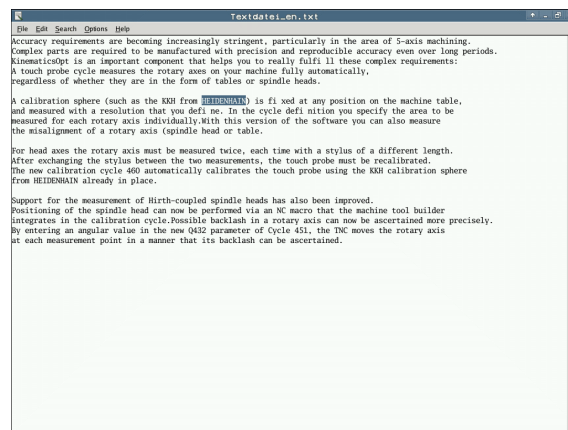 Textdatei_en.txt
File Edit Search Options Help
Accuracy requirements are becoming increasingly stringent, particularly in the area of 5-axis machining.
Complex parts are required to be manufactured with precision and reproducible accuracy even over long periods.
KinematicsOpt is an important component that helps you to really fulfi ll these complex requirements:
A touch probe cycle measures the rotary axes on your machine fully automatically,
regardless of whether they are in the form of tables or spindle heads.
A calibration sphere (such as the KKH from HEIDENHAIN) is fi xed at any position on the machine table,
and measured with a resolution that you defi ne. In the cycle defi nition you specify the area to be
measured for each rotary axis individually.With this version of the software you can also measure
the misalignment of a rotary axis (spindle head or table.
For head axes the rotary axis must be measured twice, each time with a stylus of a different length.
After exchanging the stylus between the two measurements, the touch probe must be recalibrated.
The new calibration cycle 460 automatically calibrates the touch probe using the KKH calibration sphere
from HEIDENHAIN already in place.
Support for the measurement of Hirth-coupled spindle heads has also been improved.
Positioning of the spindle head can now be performed via an NC macro that the machine tool builder
integrates in the calibration cycle.Possible backlash in a rotary axis can now be ascertained more precisely.
By entering an angular value in the new Q432 parameter of Cycle 451, the TNC moves the rotary axis
at each measurement point in a manner that its backlash can be ascertained.